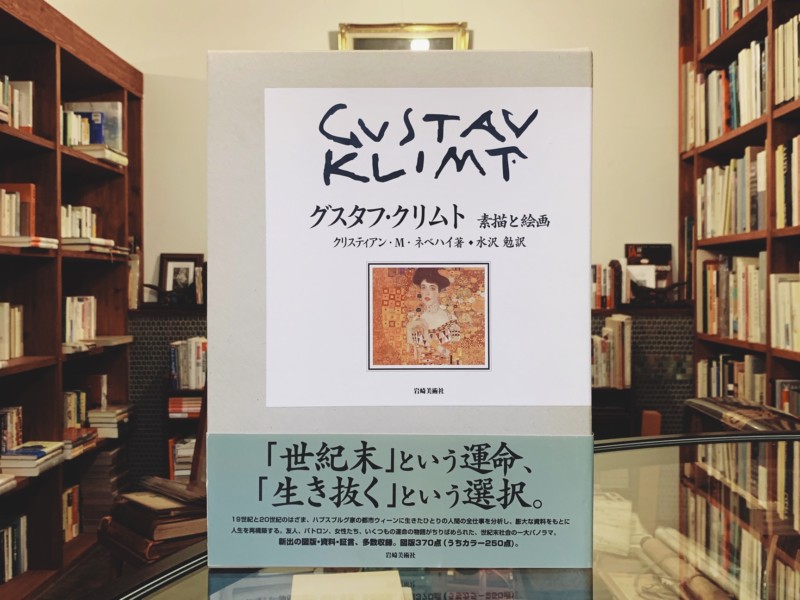 GUSTAV
KLIMT
グスタフ・クリムト 素描と絵画
クリスティアン・M・ネベハイ著◆水沢 勉訳
岩崎美術社
「世紀末」という運命、
「生き抜く」という選択。
19世紀と20世紀のはざま、ハプスブルグ家の都市ウィーンに生きたひとりの人間の全仕事を分析し、膨大な資料をもとに
人生を再構築する。友人、パトロン、女性たち、いくつもの運命の物語がちりばめられた、世紀末社会の一大パノラマ。
新出の図版・資料・証言、多数収録。図版370点(うちカラー250点)。
岩崎美術社